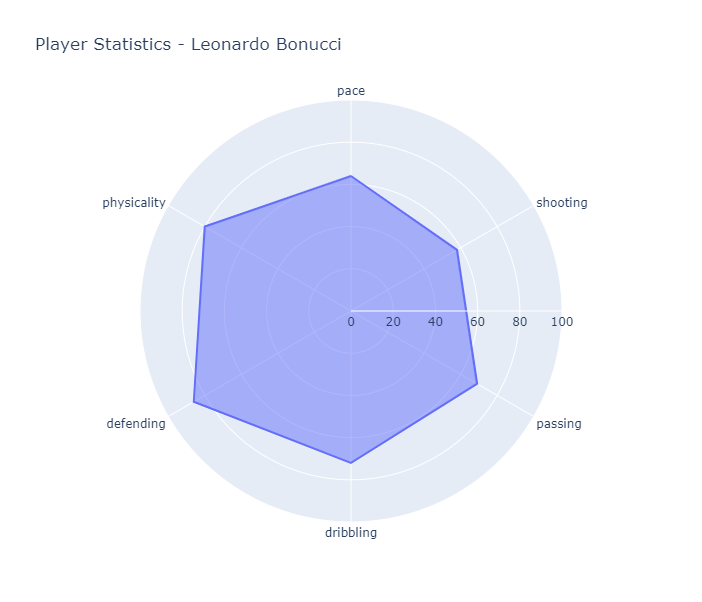 Player Statistics - Leonardo Bonucci
pace
physicality
shooting
0 20 40 60 80 100
defending
passing
dribbling